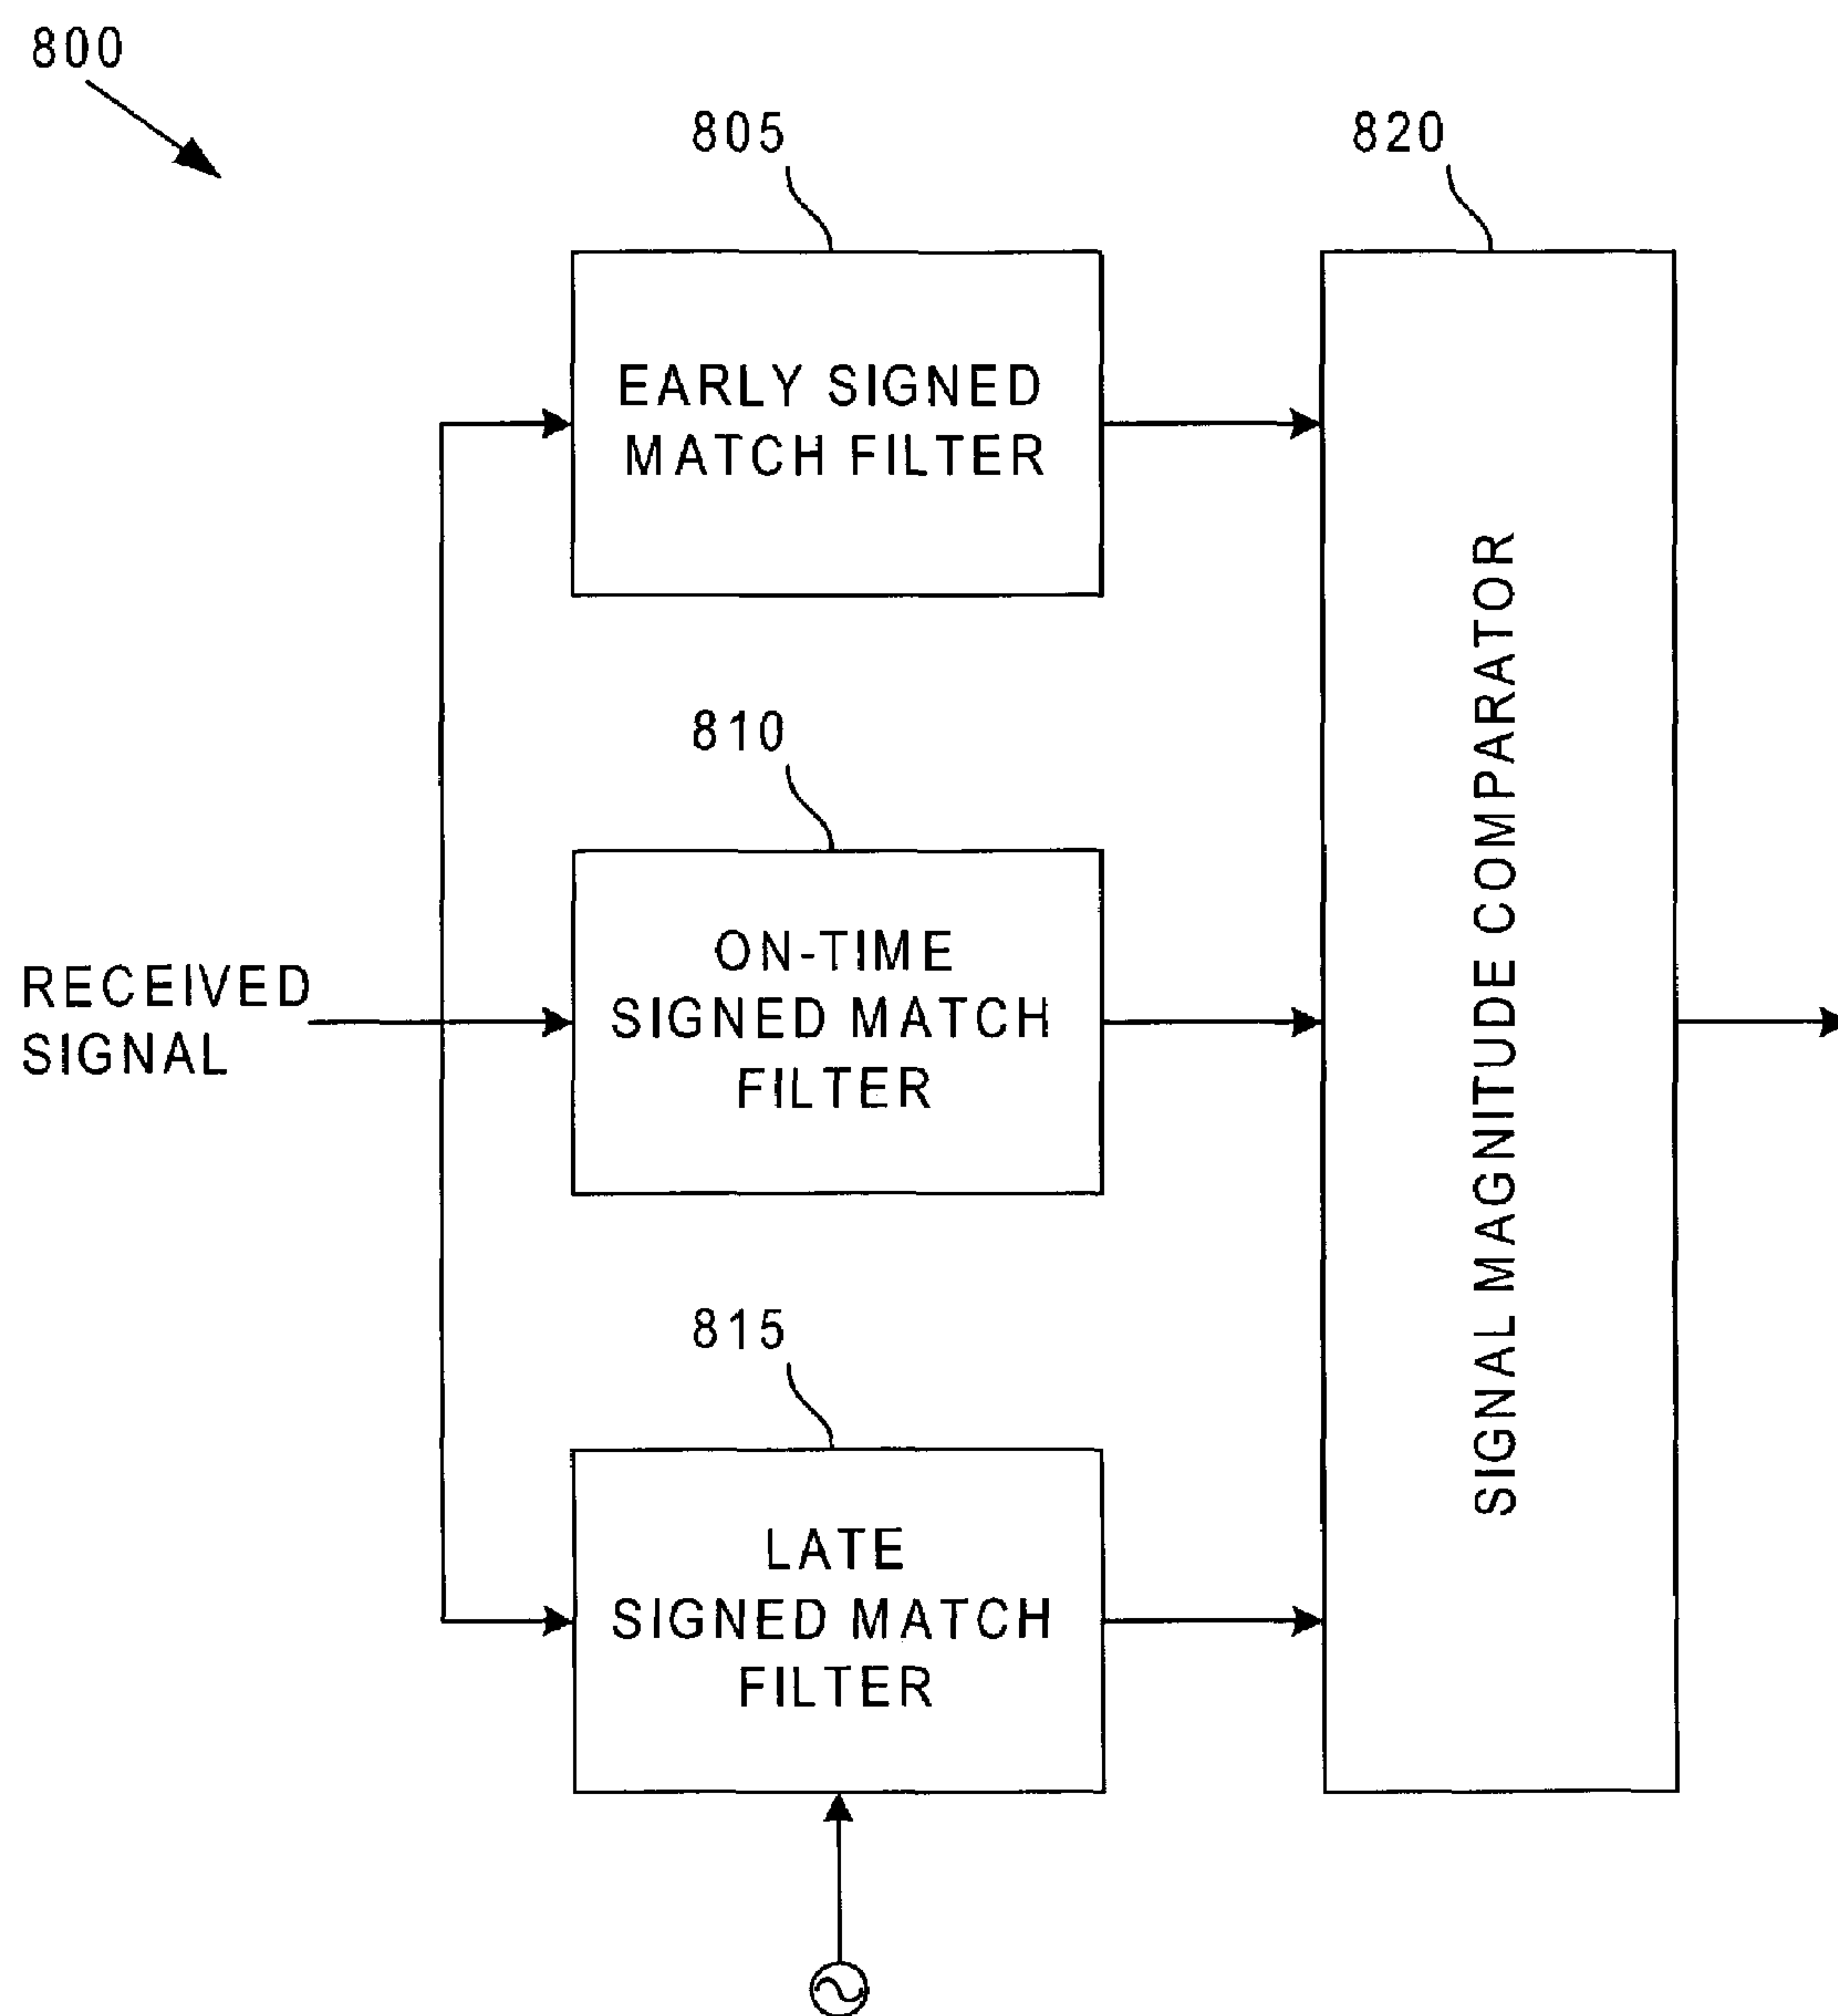 800
805
820
EARLY SIGNED
MATCH FILTER
810
ON-TIME
SIGNED MATCH
FILTER
RECEIVED
SIGNAL
815
LATE
SIGNED MATCH
FILTER
SIGNAL MAGNITUDE COMPARATOR